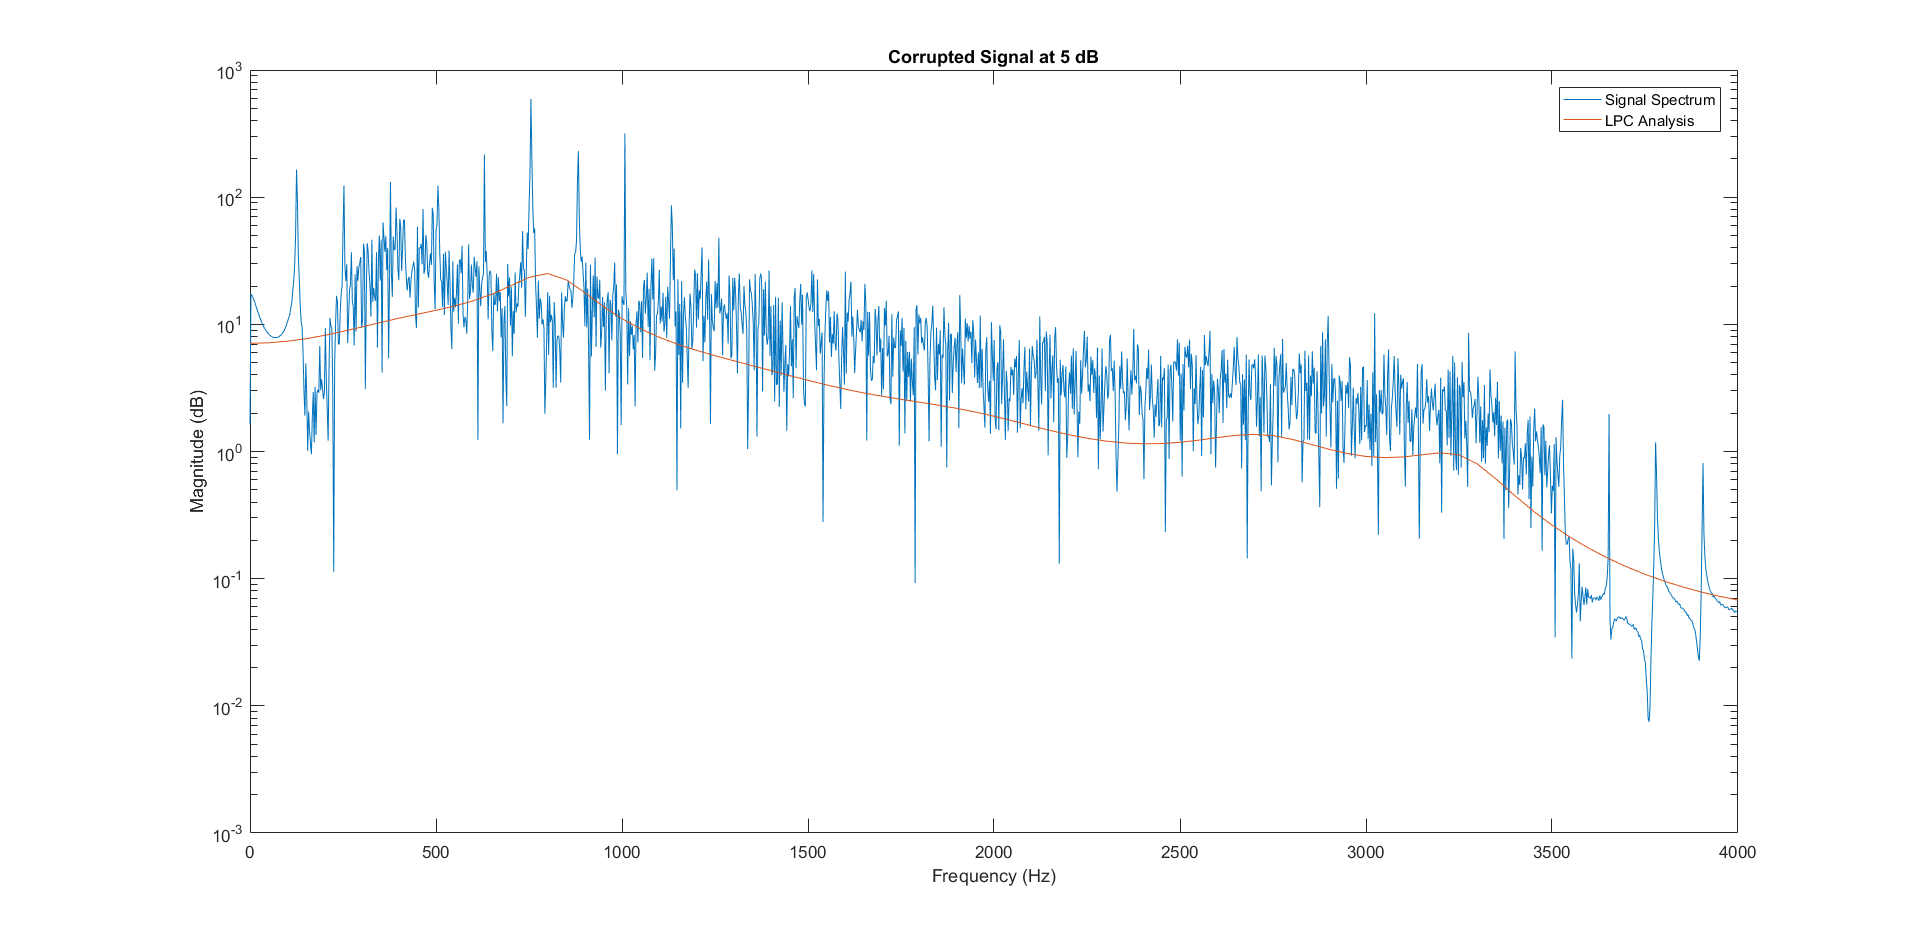 Corrupted Signal at 5 dB
Signal Spectrum
LPC Analysis
Magnitude (dB)
10^3
10^2
10^1
10^0
10^-1
10^-2
10^-3
0 500 1000 1500 2000 2500 3000 3500 4000
Frequency (Hz)